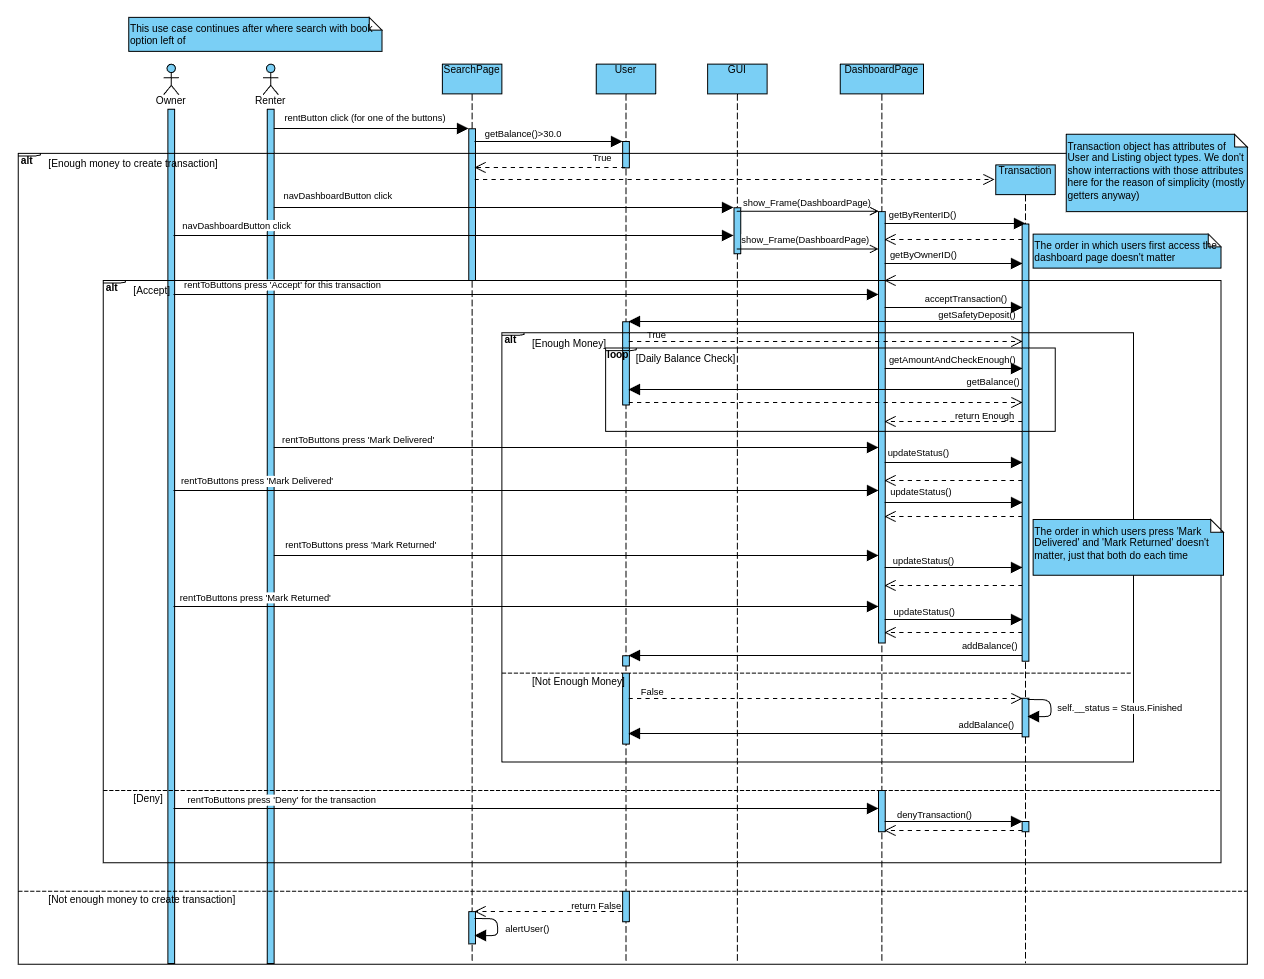 This use case continues after where search with book
option left of
Owner
Renter
SearchPage
User
GUI
DashboardPage
rentButton click (for one of the buttons)
getBalance()>30.0
alt
[Enough money to create transaction]
True
Transaction object has attributes of
User and Listing object types. We don't
show interractions with those attributes
here for the reason of simplicity (mostly
getters anyway)
Transaction
navDashboardButton click
show_Frame(DashboardPage)
getByRenterID()
navDashboardButton click
show_Frame(DashboardPage)
The order in which users first access the
dashboard page doesn't matter
getByOwnerID()
alt
[Accept]
rentToButtons press 'Accept' for this transaction
acceptTransaction()
getSafetyDeposit()
alt
[Enough Money]
True
loop
[Daily Balance Check]
getAmountAndCheckEnough()
getBalance()
return Enough
rentToButtons press 'Mark Delivered'
updateStatus()
rentToButtons press 'Mark Delivered'
updateStatus()
The order in which users press 'Mark
Delivered' and 'Mark Returned' doesn't
matter, just that both do each time
rentToButtons press 'Mark Returned'
updateStatus()
rentToButtons press 'Mark Returned'
updateStatus()
addBalance()
[Not Enough Money]
False
self.__status = Staus.Finished
addBalance()
[Deny]
rentToButtons press 'Deny' for the transaction
denyTransaction()
[Not enough money to create transaction]
return False
alertUser()